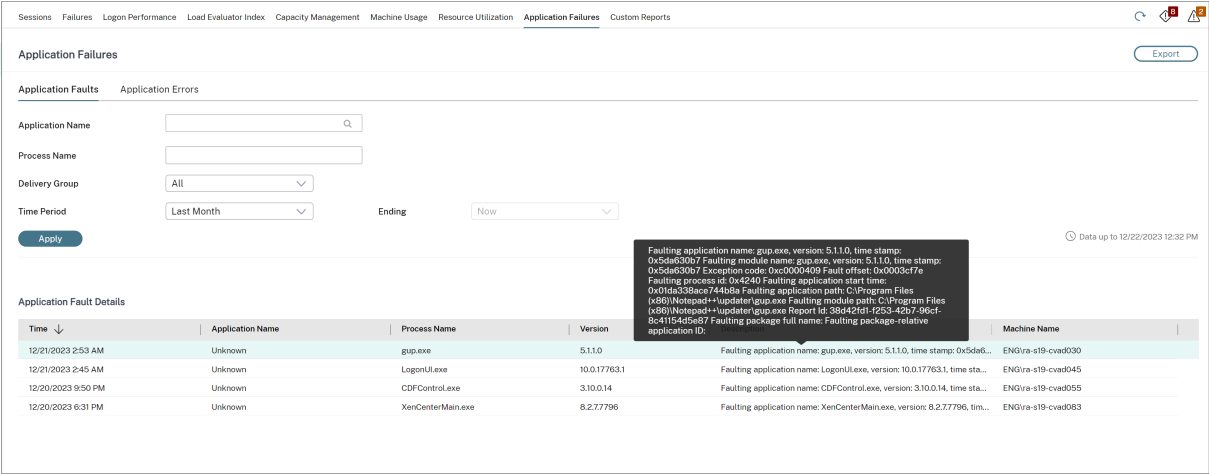 Sessions Failures Logon Performance Load Evaluator Index Capacity Management Machine Usage Resource Utilization Application Failures Custom Reports 8 2
Application Failures Export
Application Faults Application Errors
Application Name
Process Name
Delivery Group All
Time Period Last Month Ending Now
Apply Data up to 12/22/2023 12:32 PM
Faulting application name: gup.exe, version: 5.1.1.0, time stamp:
0x5da630b7 Faulting module name: gup.exe, version: 5.1.1.0, time stamp:
0x5da630b7 Exception code: 0xc0000409 Fault offset: 0x0003cf7e
Faulting process id: 0x4240 Faulting application start time:
0x01da338ace744b8a Faulting application path: C:\Program Files
(x86)\Notepad++\updater\gup.exe Faulting module path: C:\Program Files
(x86)\Notepad++\updater\gup.exe Report Id: 38d42fd1-f253-42b7-96cf-
8c41154d5e87 Faulting package full name: Faulting package-relative
application ID:
Application Fault Details
Time Application Name Process Name Version Machine Name
12/21/2023 2:53 AM Unknown gup.exe 5.1.1.0 Faulting application name: gup.exe, version: 5.1.1.0, time stamp: 0x5da6... ENG\ra-s19-cvad030
12/21/2023 2:45 AM Unknown LogonUI.exe 10.0.17763.1 Faulting application name: LogonUI.exe, version: 10.0.17763.1, time sta... ENG\ra-s19-cvad045
12/20/2023 9:50 PM Unknown CDFControl.exe 3.10.0.14 Faulting application name: CDFControl.exe, version: 3.10.0.14, time sta... ENG\ra-s19-cvad055
12/20/2023 6:31 PM Unknown XenCenterMain.exe 8.2.7.7796 Faulting application name: XenCenterMain.exe, version: 8.2.7.7796, tim... ENG\ra-s19-cvad083